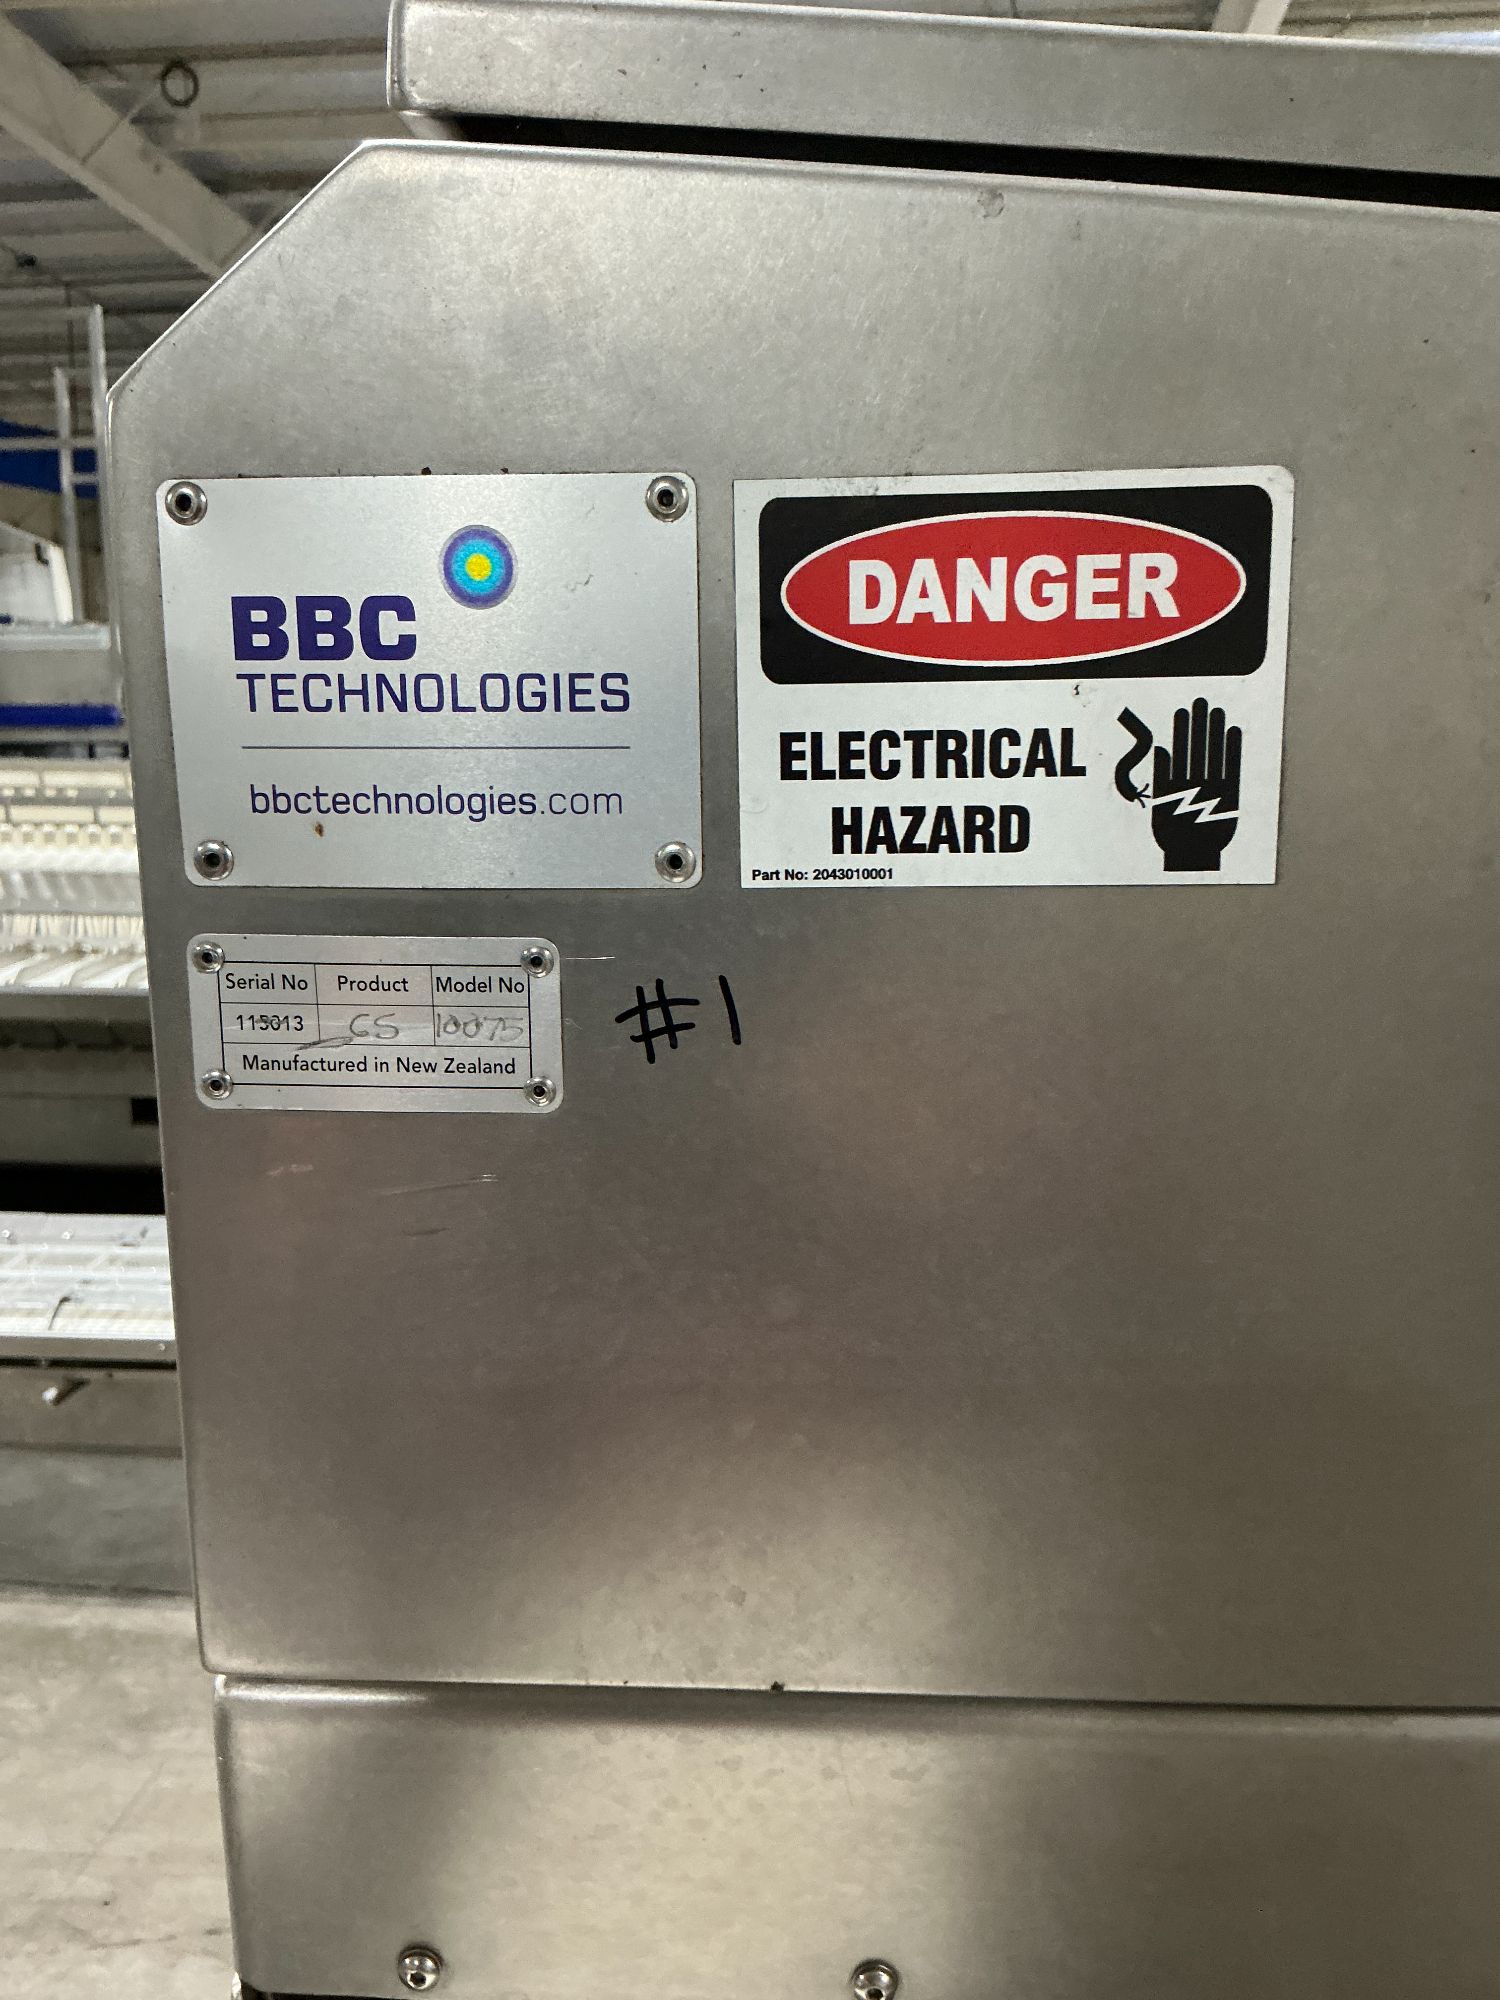 BBC
TECHNOLOGIES
bbctechnologies.com
DANGER
ELECTRICAL
HAZARD
Part No: 2043010001
Serial No Product Model No
115013 CS 10075
Manufactured in New Zealand
#1